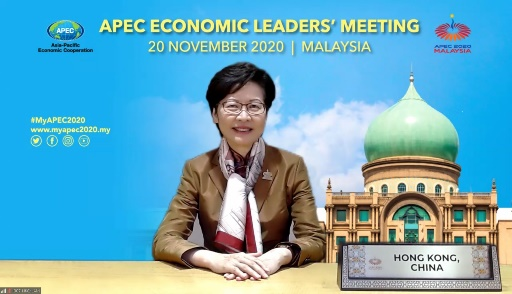 APEC
Asia-Pacific
Economic Cooperation
APEC ECONOMIC LEADERS' MEETING
20 NOVEMBER 2020 | MALAYSIA
APEC 2020
MALAYSIA
#MyAPEC2020
www.myapec2020.my
HONG KONG,
CHINA